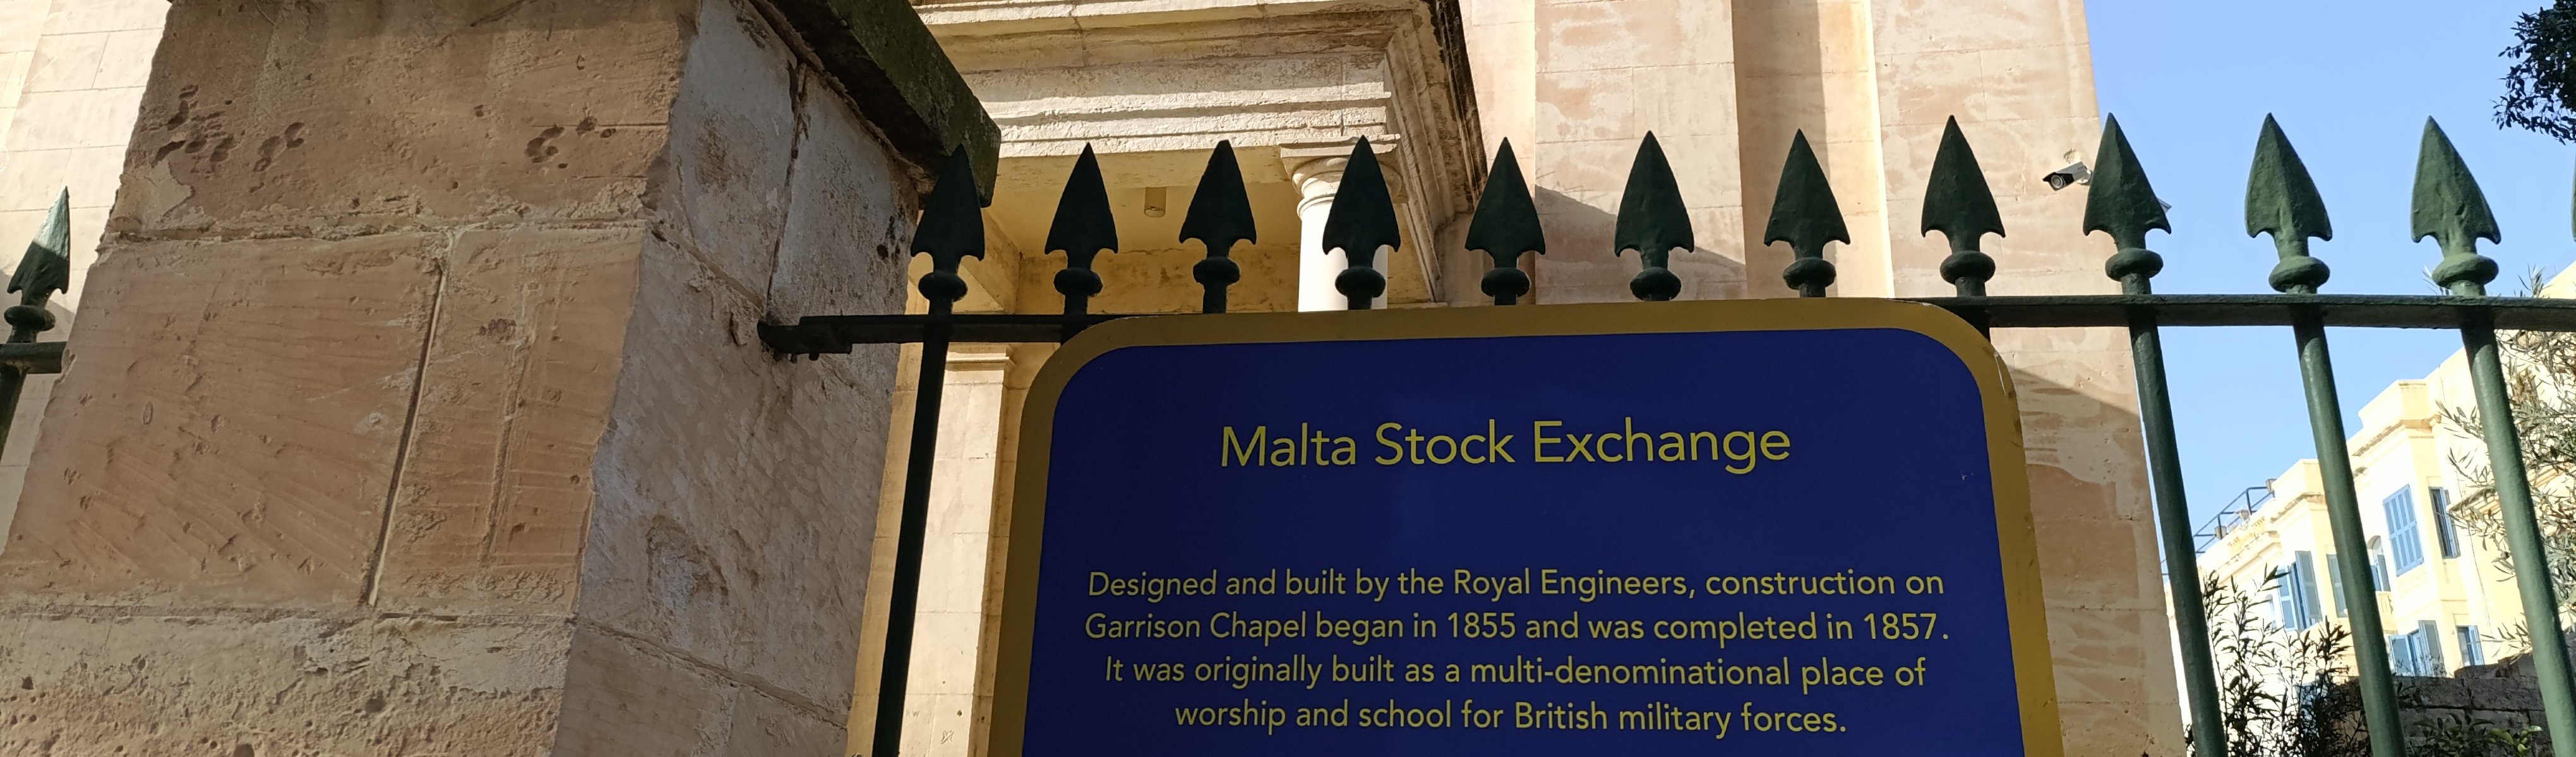 Malta Stock Exchange
Designed and built by the Royal Engineers, construction on
Garrison Chapel began in 1855 and was completed in 1857.
It was originally built as a multi-denominational place of
worship and school for British military forces.